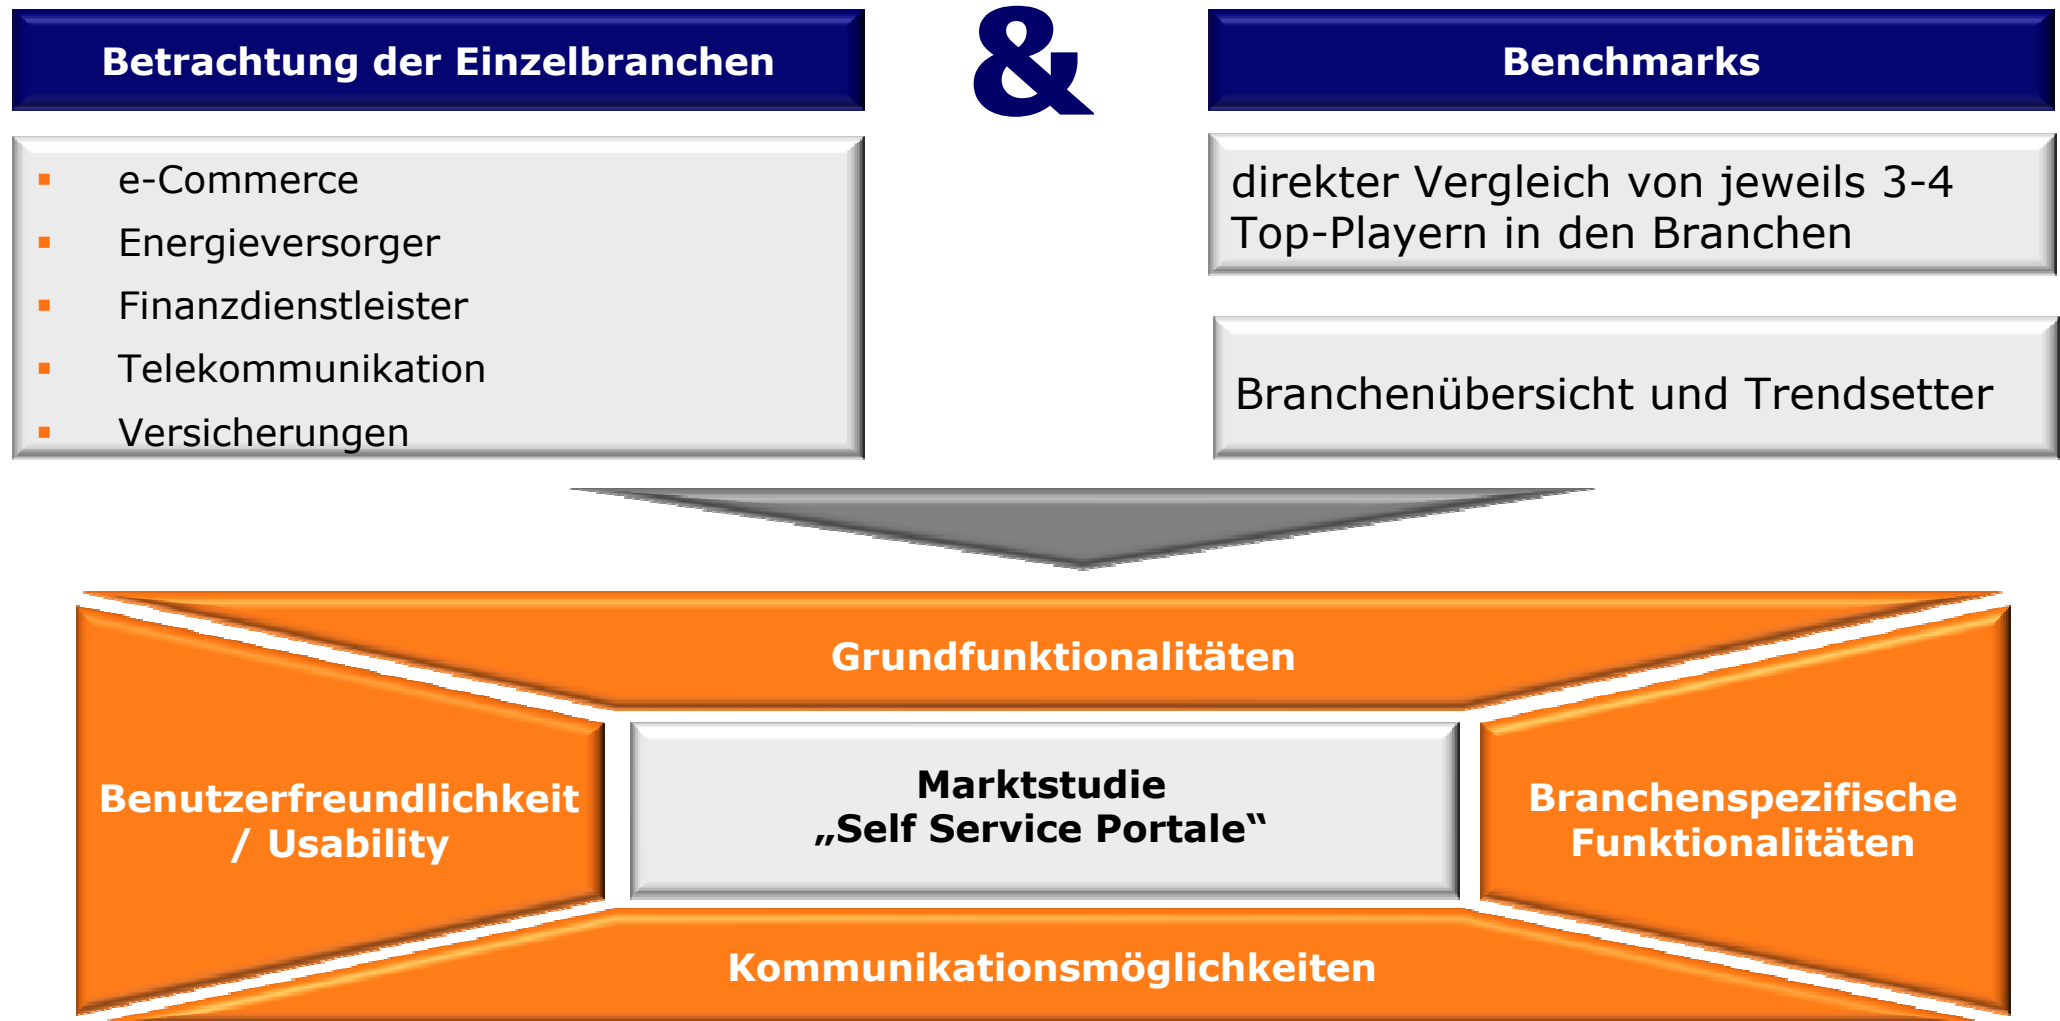 Betrachtung der Einzelbranchen
&
Benchmarks
▪ e-Commerce
▪ Energieversorger
▪ Finanzdienstleister
▪ Telekommunikation
▪ Versicherungen
direkter Vergleich von jeweils 3-4
Top-Playern in den Branchen
Branchenübersicht und Trendsetter
Grundfunktionalitäten
Benutzerfreundlichkeit
/ Usability
Marktstudie
„Self Service Portale“
Branchenspezifische
Funktionalitäten
Kommunikationsmöglichkeiten